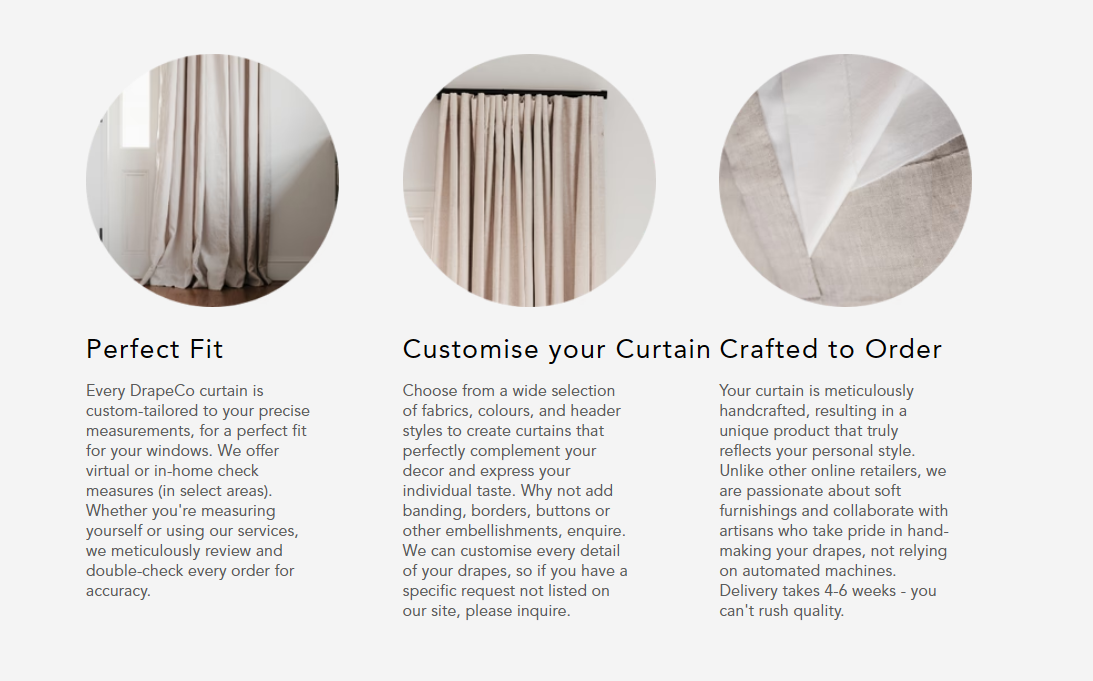 Perfect Fit
Every DrapeCo curtain is
custom-tailored to your precise
measurements, for a perfect fit
for your windows. We offer
virtual or in-home check
measures (in select areas).
Whether you're measuring
yourself or using our services,
we meticulously review and
double-check every order for
accuracy.
Customise your Curtain
Choose from a wide selection
of fabrics, colours, and header
styles to create curtains that
perfectly complement your
decor and express your
individual taste. Why not add
banding, borders, buttons or
other embellishments, enquire.
We can customise every detail
of your drapes, so if you have a
specific request not listed on
our site, please inquire.
Crafted to Order
Your curtain is meticulously
handcrafted, resulting in a
unique product that truly
reflects your personal style.
Unlike other online retailers, we
are passionate about soft
furnishings and collaborate with
artisans who take pride in hand-
making your drapes, not relying
on automated machines.
Delivery takes 4-6 weeks - you
can't rush quality.